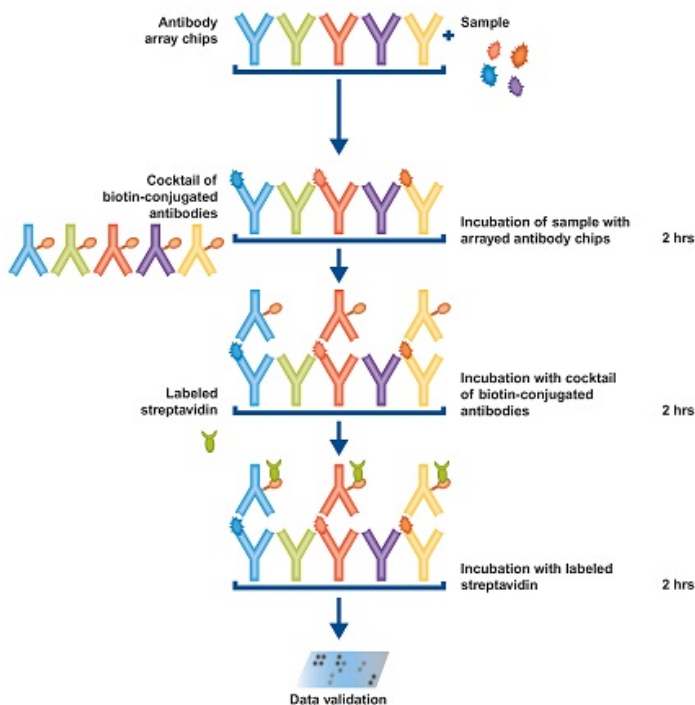 Antibody
array chips
+
Sample
Cocktail of
biotin-conjugated
antibodies
Incubation of sample with
arrayed antibody chips
2 hrs
Incubation with cocktail
of biotin-conjugated
antibodies
2 hrs
Labeled
streptavidin
Incubation with labeled
streptavidin
2 hrs
Data validation